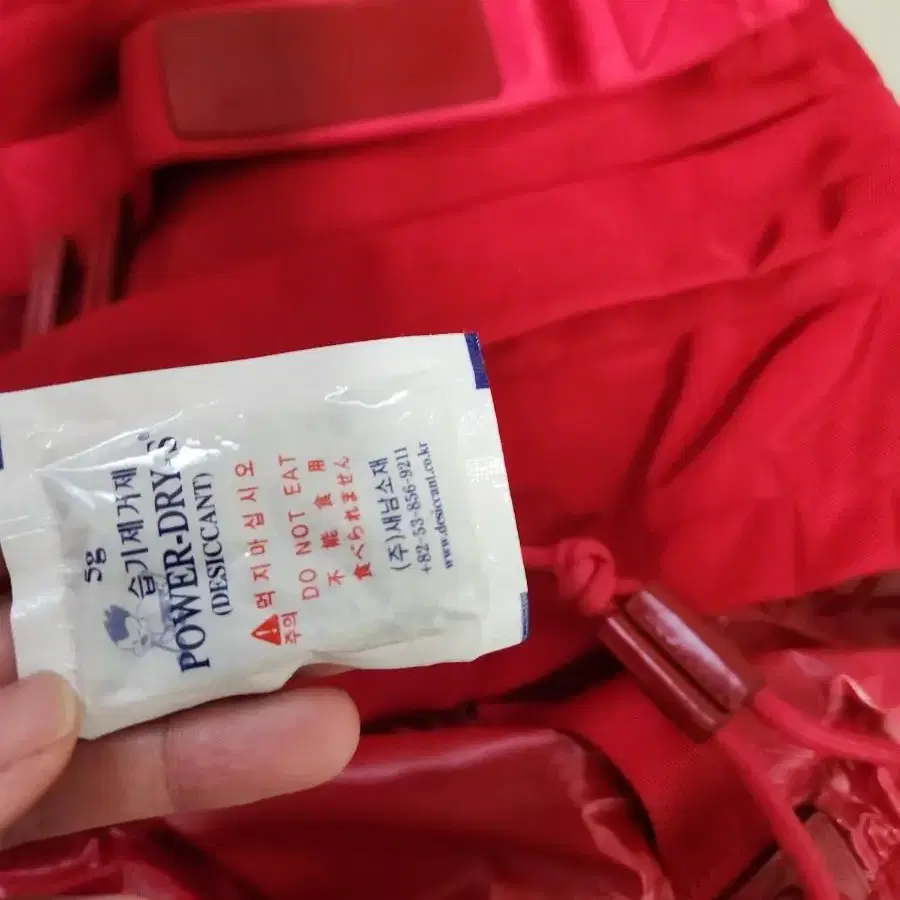 5g
습기제거제
POWER-DRY-S®
(DESICCANT)
주의
먹지마십시오
DO NOT EAT
不能食用
食べられません
(주)새남소재
+82-53-856-9211
www.desiccant.co.kr